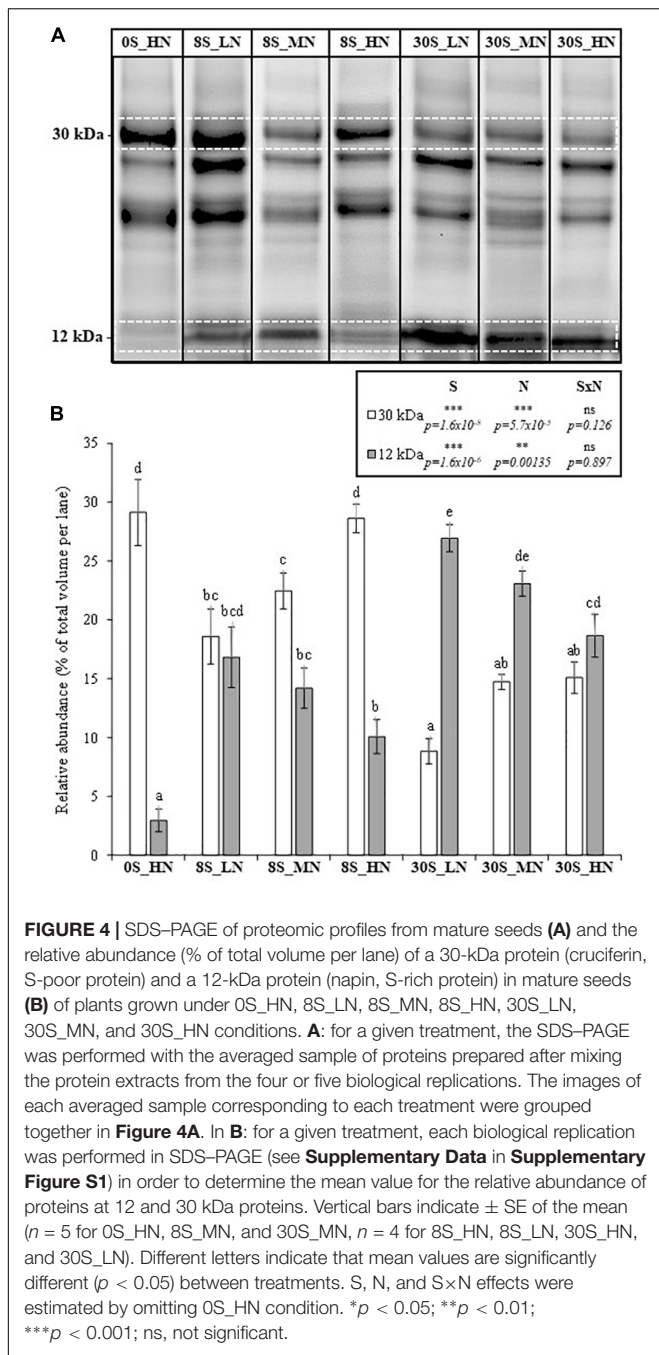 A
0S_HN 8S_LN 8S_MN 8S_HN 30S_LN 30S_MN 30S_HN
30 kDa
12 kDa
S N SxN
30 kDa *** *** ns
p=1.6x10⁻⁸ p=5.7x10⁻⁵ p=0.126
12 kDa *** ** ns
p=1.6x10⁻⁶ p=0.00135 p=0.897
B
Relative abundance (% of total volume per lane)
35
30
25
20
15
10
5
0
d a bc bcd c bc d b a e ab de ab cd
0S_HN 8S_LN 8S_MN 8S_HN 30S_LN 30S_MN 30S_HN
FIGURE 4 | SDS–PAGE of proteomic profiles from mature seeds (A) and the
relative abundance (% of total volume per lane) of a 30-kDa protein (cruciferin,
S-poor protein) and a 12-kDa protein (napin, S-rich protein) in mature seeds
(B) of plants grown under 0S_HN, 8S_LN, 8S_MN, 8S_HN, 30S_LN,
30S_MN, and 30S_HN conditions. A: for a given treatment, the SDS–PAGE
was performed with the averaged sample of proteins prepared after mixing
the protein extracts from the four or five biological replications. The images of
each averaged sample corresponding to each treatment were grouped
together in Figure 4A. In B: for a given treatment, each biological replication
was performed in SDS–PAGE (see Supplementary Data in Supplementary
Figure S1) in order to determine the mean value for the relative abundance of
proteins at 12 and 30 kDa proteins. Vertical bars indicate ± SE of the mean
(n = 5 for 0S_HN, 8S_MN, and 30S_MN, n = 4 for 8S_HN, 8S_LN, 30S_HN,
and 30S_LN). Different letters indicate that mean values are significantly
different (p < 0.05) between treatments. S, N, and S×N effects were
estimated by omitting 0S_HN condition. *p < 0.05; **p < 0.01;
***p < 0.001; ns, not significant.